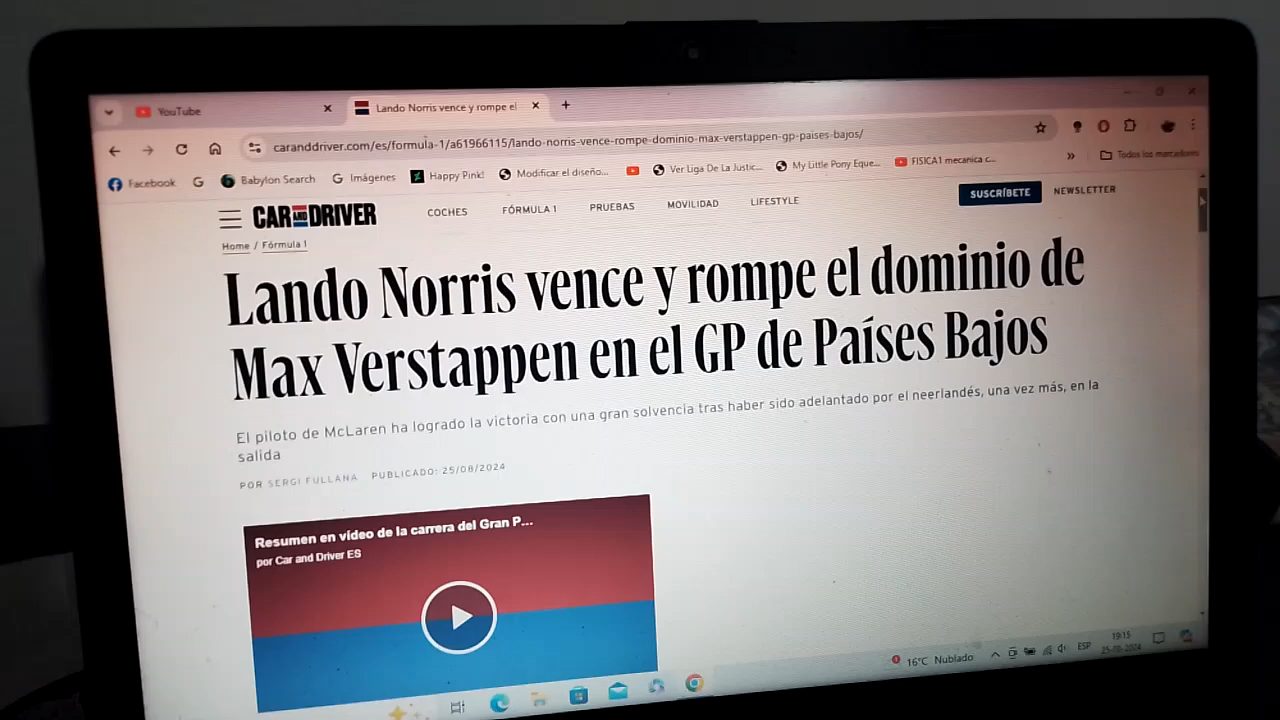 YouTube
Lando Norris vence y rompe el
caranddriver.com/es/formula-1/a61966115/lando-norris-vence-rompe-dominio-max-verstappen-gp-paises-bajos/
Facebook
Babylon Search
Imágenes
Happy Pink!
Modificar el diseño...
Ver Liga De La Justic...
My Little Pony Eque...
FISICA1 mecanica c...
»
Todos los marcadores
CAR AND DRIVER
COCHES
FÓRMULA 1
PRUEBAS
MOVILIDAD
LIFESTYLE
SUSCRÍBETE
NEWSLETTER
Home / Fórmula 1
Lando Norris vence y rompe el dominio de
Max Verstappen en el GP de Países Bajos
El piloto de McLaren ha logrado la victoria con una gran solvencia tras haber sido adelantado por el neerlandés, una vez más, en la
salida
POR SERGI FULLANA PUBLICADO: 25/08/2024
Resumen en vídeo de la carrera del Gran P...
por Car and Driver ES
16°C Nublado
ESP
19:15
25-08-2024